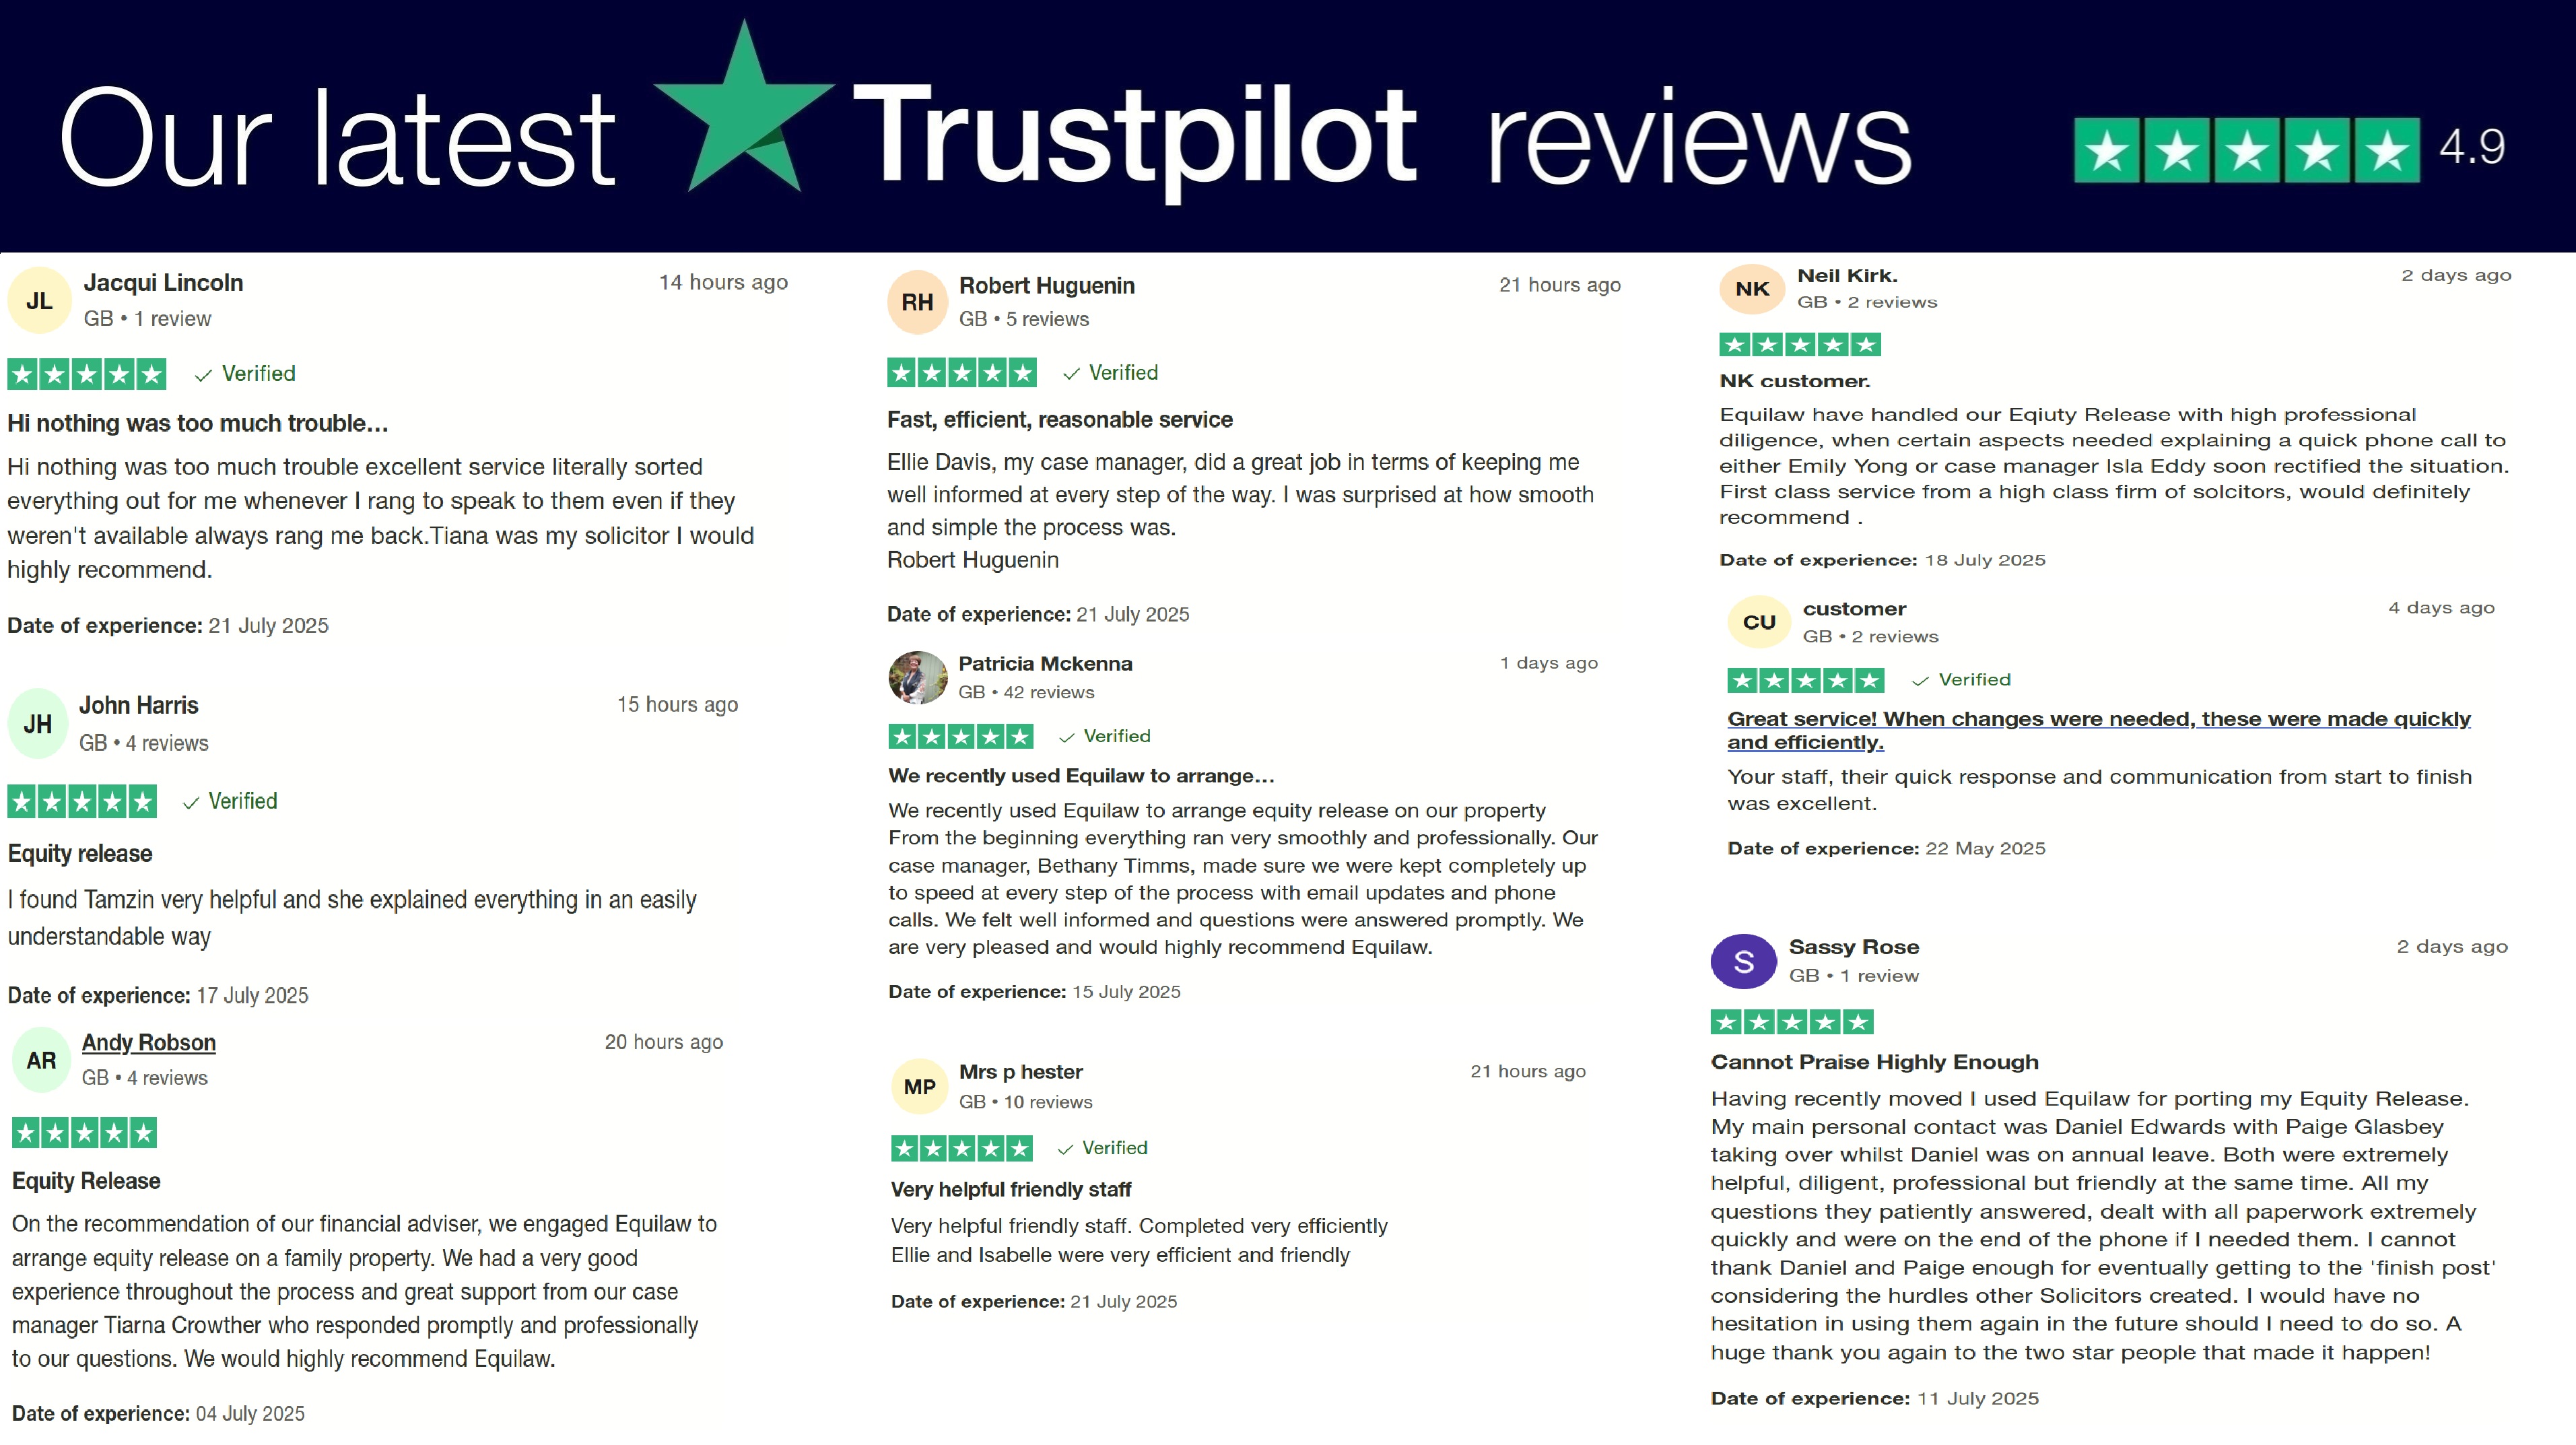 Our latest Trustpilot reviews 4.9
JL
Jacqui Lincoln
14 hours ago
GB • 1 review
Verified
Hi nothing was too much trouble...
Hi nothing was too much trouble excellent service literally sorted
everything out for me whenever I rang to speak to them even if they
weren't available always rang me back.Tiana was my solicitor I would
highly recommend.
Date of experience: 21 July 2025
JH
John Harris
15 hours ago
GB • 4 reviews
Verified
Equity release
I found Tamzin very helpful and she explained everything in an easily
understandable way
Date of experience: 17 July 2025
AR
Andy Robson
20 hours ago
GB • 4 reviews
Equity Release
On the recommendation of our financial adviser, we engaged Equilaw to
arrange equity release on a family property. We had a very good
experience throughout the process and great support from our case
manager Tiarna Crowther who responded promptly and professionally
to our questions. We would highly recommend Equilaw.
Date of experience: 04 July 2025
RH
Robert Huguenin
21 hours ago
GB • 5 reviews
Verified
Fast, efficient, reasonable service
Ellie Davis, my case manager, did a great job in terms of keeping me
well informed at every step of the way. I was surprised at how smooth
and simple the process was.
Robert Huguenin
Date of experience: 21 July 2025
Patricia Mckenna
1 days ago
GB • 42 reviews
Verified
We recently used Equilaw to arrange...
We recently used Equilaw to arrange equity release on our property
From the beginning everything ran very smoothly and professionally. Our
case manager, Bethany Timms, made sure we were kept completely up
to speed at every step of the process with email updates and phone
calls. We felt well informed and questions were answered promptly. We
are very pleased and would highly recommend Equilaw.
Date of experience: 15 July 2025
MP
Mrs p hester
21 hours ago
GB • 10 reviews
Verified
Very helpful friendly staff
Very helpful friendly staff. Completed very efficiently
Ellie and Isabelle were very efficient and friendly
Date of experience: 21 July 2025
NK
Neil Kirk.
2 days ago
GB • 2 reviews
NK customer.
Equilaw have handled our Eqiuty Release with high professional
diligence, when certain aspects needed explaining a quick phone call to
either Emily Yong or case manager Isla Eddy soon rectified the situation.
First class service from a high class firm of solcitors, would definitely
recommend .
Date of experience: 18 July 2025
CU
customer
4 days ago
GB • 2 reviews
Verified
Great service! When changes were needed, these were made quickly
and efficiently.
Your staff, their quick response and communication from start to finish
was excellent.
Date of experience: 22 May 2025
S
Sassy Rose
2 days ago
GB • 1 review
Cannot Praise Highly Enough
Having recently moved I used Equilaw for porting my Equity Release.
My main personal contact was Daniel Edwards with Paige Glasbey
taking over whilst Daniel was on annual leave. Both were extremely
helpful, diligent, professional but friendly at the same time. All my
questions they patiently answered, dealt with all paperwork extremely
quickly and were on the end of the phone if I needed them. I cannot
thank Daniel and Paige enough for eventually getting to the 'finish post'
considering the hurdles other Solicitors created. I would have no
hesitation in using them again in the future should I need to do so. A
huge thank you again to the two star people that made it happen!
Date of experience: 11 July 2025